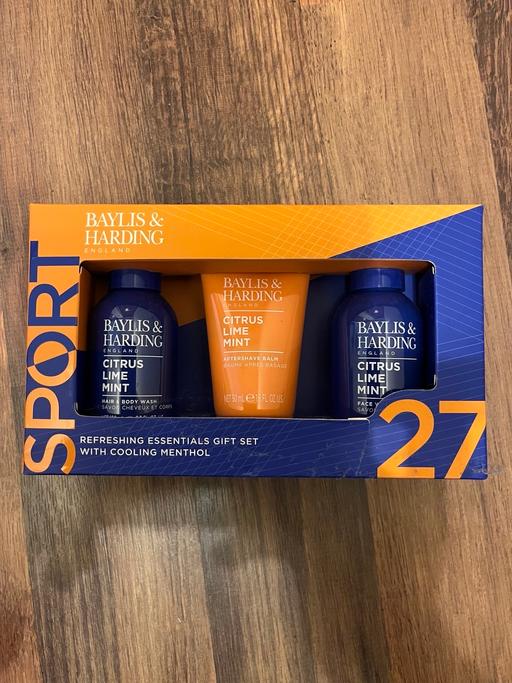 BAYLIS &
HARDING
ENGLAND
SPORT
BAYLIS &
HARDING
ENGLAND
CITRUS
LIME
MINT
HAIR & BODY WASH
SAVON CHEVEUX ET CORPS
BAYLIS &
HARDING
ENGLAND
CITRUS
LIME
MINT
AFTERSHAVE BALM
BAUME APRÈS RASAGE
BAYLIS &
HARDING
ENGLAND
CITRUS
LIME
MINT
FACE
REFRESHING ESSENTIALS GIFT SET
WITH COOLING MENTHOL
27